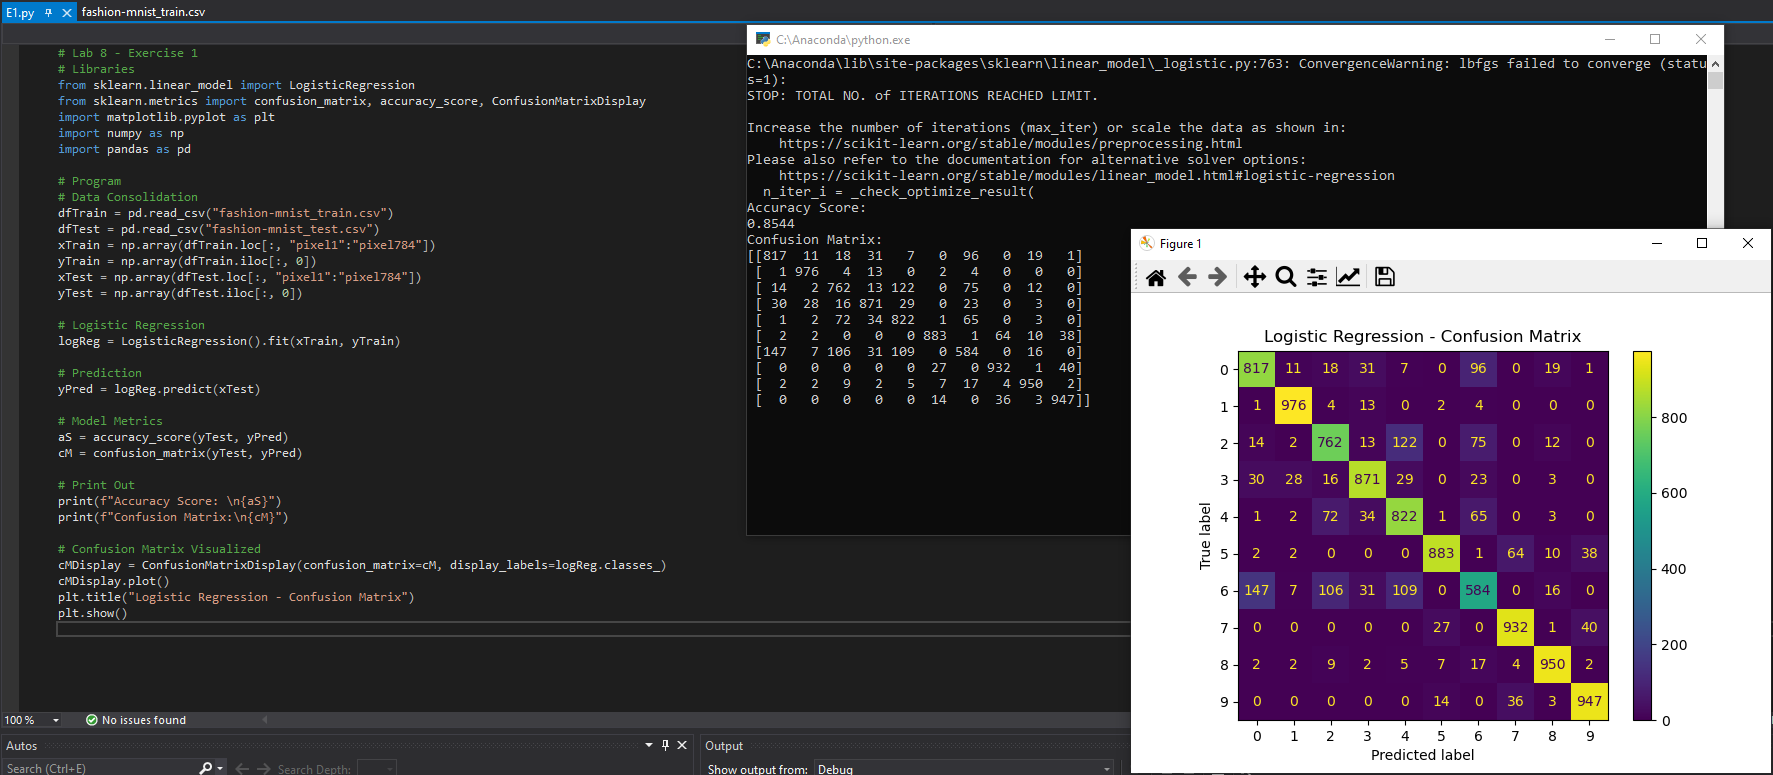 E1.py
fashion-mnist_train.csv
# Lab 8 - Exercise 1
# Libraries
from sklearn.linear_model import LogisticRegression
from sklearn.metrics import confusion_matrix, accuracy_score, ConfusionMatrixDisplay
import matplotlib.pyplot as plt
import numpy as np
import pandas as pd
# Program
# Data Consolidation
dfTrain = pd.read_csv("fashion-mnist_train.csv")
dfTest = pd.read_csv("fashion-mnist_test.csv")
xTrain = np.array(dfTrain.loc[:, "pixel1":"pixel784"])
yTrain = np.array(dfTrain.iloc[:, 0])
xTest = np.array(dfTest.loc[:, "pixel1":"pixel784"])
yTest = np.array(dfTest.iloc[:, 0])
# Logistic Regression
logReg = LogisticRegression().fit(xTrain, yTrain)
# Prediction
yPred = logReg.predict(xTest)
# Model Metrics
aS = accuracy_score(yTest, yPred)
cM = confusion_matrix(yTest, yPred)
# Print Out
print(f"Accuracy Score: \n{aS}")
print(f"Confusion Matrix:\n{cM}")
# Confusion Matrix Visualized
cMDisplay = ConfusionMatrixDisplay(confusion_matrix=cM, display_labels=logReg.classes_)
cMDisplay.plot()
plt.title("Logistic Regression - Confusion Matrix")
plt.show()
100 %
No issues found
Autos
Search (Ctrl+E)
Search Depth:
Output
Show output from: Debug
C:\Anaconda\python.exe
C:\Anaconda\lib\site-packages\sklearn\linear_model\_logistic.py:763: ConvergenceWarning: lbfgs failed to converge (statu
s=1):
STOP: TOTAL NO. of ITERATIONS REACHED LIMIT.
Increase the number of iterations (max_iter) or scale the data as shown in:
https://scikit-learn.org/stable/modules/preprocessing.html
Please also refer to the documentation for alternative solver options:
https://scikit-learn.org/stable/modules/linear_model.html#logistic-regression
n_iter_i = _check_optimize_result(
Accuracy Score:
0.8544
Confusion Matrix:
[[817 11 18 31 7 0 96 0 19 1]
[ 1 976 4 13 0 2 4 0 0 0]
[ 14 2 762 13 122 0 75 0 12 0]
[ 30 28 16 871 29 0 23 0 3 0]
[ 1 2 72 34 822 1 65 0 3 0]
[ 2 2 0 0 0 883 1 64 10 38]
[147 7 106 31 109 0 584 0 16 0]
[ 0 0 0 0 0 27 0 932 1 40]
[ 2 2 9 2 5 7 17 4 950 2]
[ 0 0 0 0 0 14 0 36 3 947]]
Figure 1
Logistic Regression - Confusion Matrix
0 817 11 18 31 7 0 96 0 19 1
1 1 976 4 13 0 2 4 0 0 0
2 14 2 762 13 122 0 75 0 12 0
3 30 28 16 871 29 0 23 0 3 0
4 1 2 72 34 822 1 65 0 3 0
5 2 2 0 0 0 883 1 64 10 38
6 147 7 106 31 109 0 584 0 16 0
7 0 0 0 0 0 27 0 932 1 40
8 2 2 9 2 5 7 17 4 950 2
9 0 0 0 0 0 14 0 36 3 947
0 1 2 3 4 5 6 7 8 9
True label
Predicted label
800
600
400
200
0